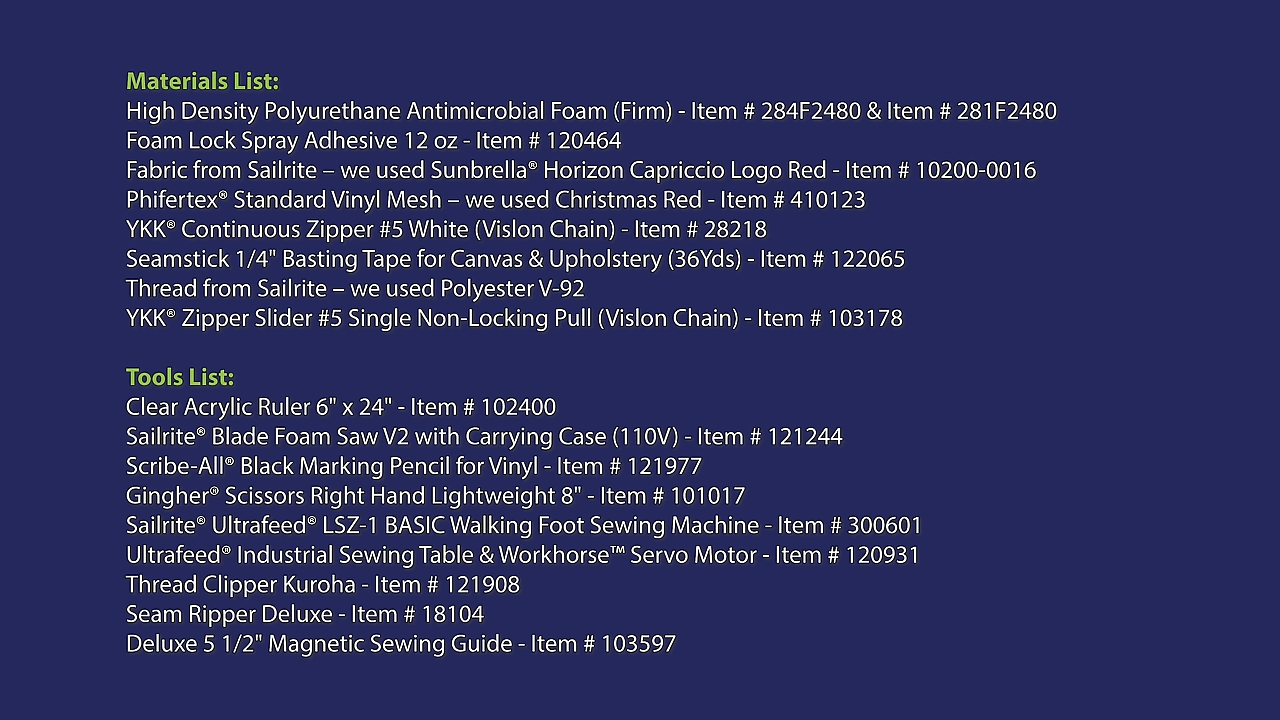 Materials List:
High Density Polyurethane Antimicrobial Foam (Firm) - Item # 284F2480 & Item # 281F2480
Foam Lock Spray Adhesive 12 oz - Item # 120464
Fabric from Sailrite – we used Sunbrella® Horizon Capriccio Logo Red - Item # 10200-0016
Phifertex® Standard Vinyl Mesh – we used Christmas Red - Item # 410123
YKK® Continuous Zipper #5 White (Vislon Chain) - Item # 28218
Seamstick 1/4" Basting Tape for Canvas & Upholstery (36Yds) - Item # 122065
Thread from Sailrite – we used Polyester V-92
YKK® Zipper Slider #5 Single Non-Locking Pull (Vislon Chain) - Item # 103178
Tools List:
Clear Acrylic Ruler 6" x 24" - Item # 102400
Sailrite® Blade Foam Saw V2 with Carrying Case (110V) - Item # 121244
Scribe-All® Black Marking Pencil for Vinyl - Item # 121977
Gingher® Scissors Right Hand Lightweight 8" - Item # 101017
Sailrite® Ultrafeed® LSZ-1 BASIC Walking Foot Sewing Machine - Item # 300601
Ultrafeed® Industrial Sewing Table & Workhorse™ Servo Motor - Item # 120931
Thread Clipper Kuroha - Item # 121908
Seam Ripper Deluxe - Item # 18104
Deluxe 5 1/2" Magnetic Sewing Guide - Item # 103597